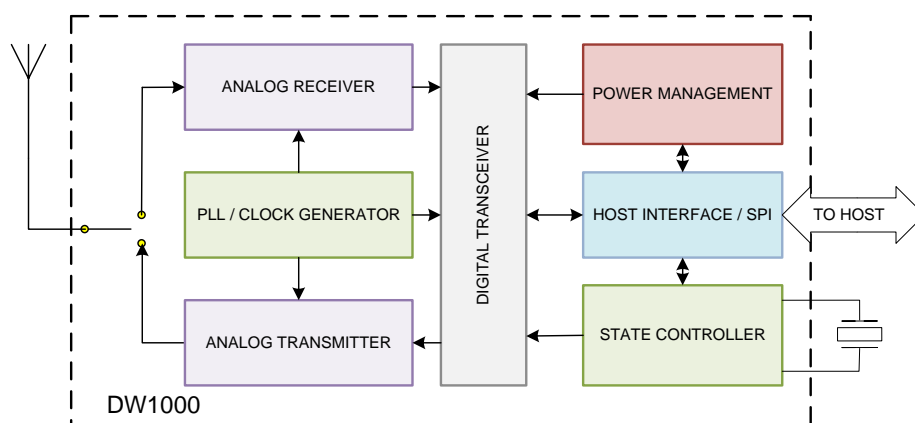 ANALOG RECEIVER
POWER MANAGEMENT
PLL / CLOCK GENERATOR
DIGITAL TRANSCEIVER
HOST INTERFACE / SPI
TO HOST
ANALOG TRANSMITTER
STATE CONTROLLER
DW1000